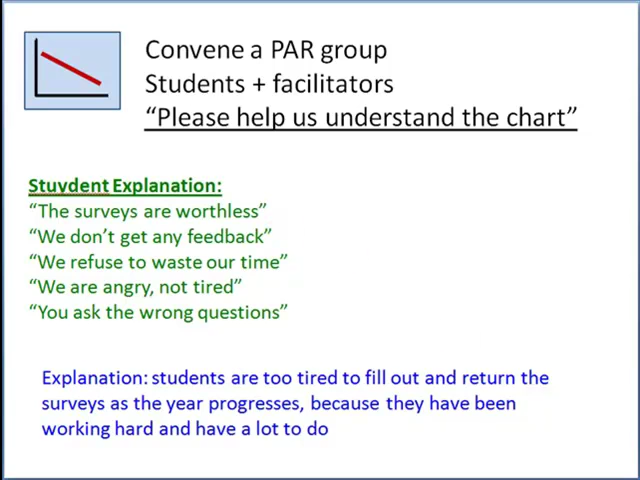 Convene a PAR group
Students + facilitators
“Please help us understand the chart”
Stuvdent Explanation:
“The surveys are worthless”
“We don’t get any feedback”
“We refuse to waste our time”
“We are angry, not tired”
“You ask the wrong questions”
Explanation: students are too tired to fill out and return the
surveys as the year progresses, because they have been
working hard and have a lot to do